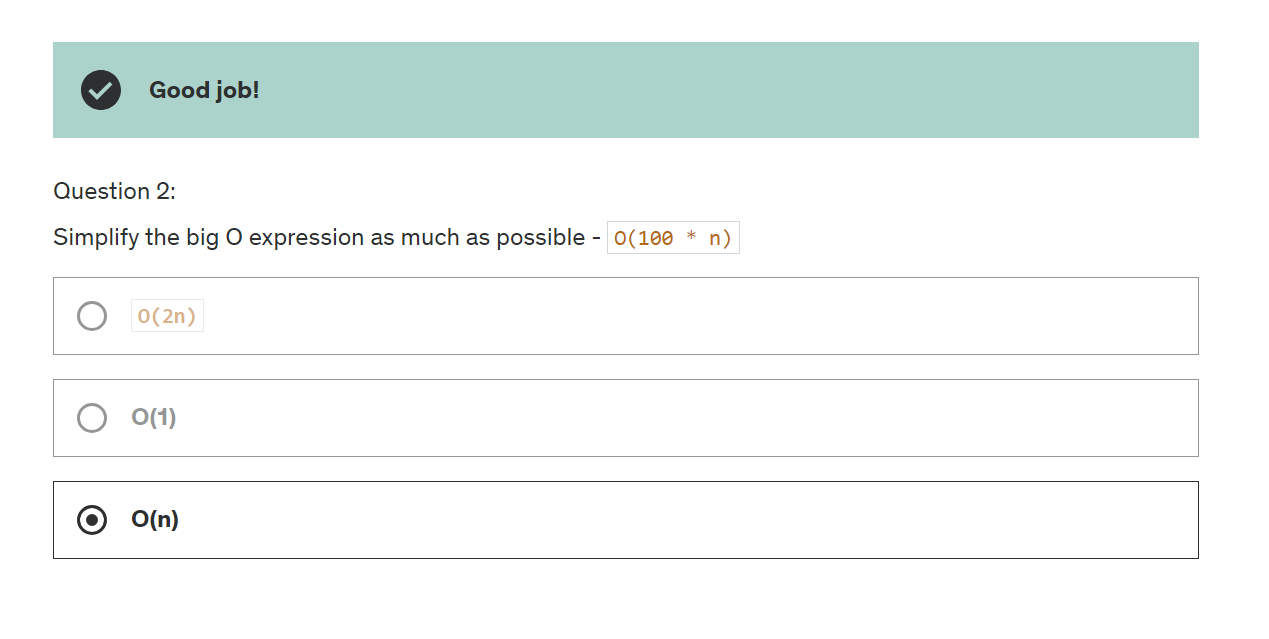 Good job!
Question 2:
Simplify the big O expression as much as possible - O(100 * n)
O(2n)
O(1)
O(n)